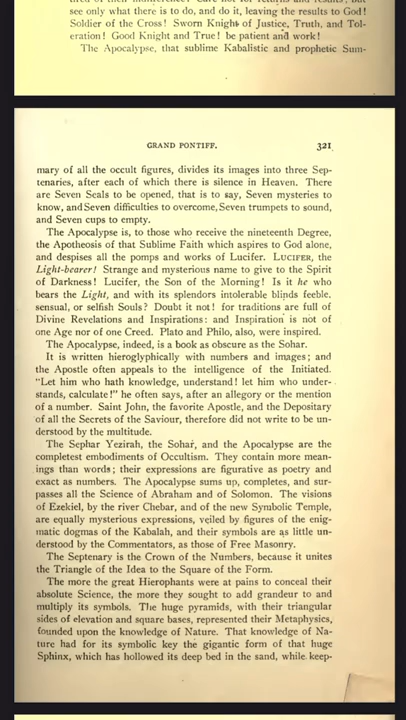 see only what there is to do, and do it, leaving the results to God!
Soldier of the Cross! Sworn Knight of Justice, Truth, and Tol-
eration! Good Knight and True! be patient and work!
The Apocalypse, that sublime Kabalistic and prophetic Sum-
GRAND PONTIFF. 321
mary of all the occult figures, divides its images into three Sep-
tenaries, after each of which there is silence in Heaven. There
are Seven Seals to be opened, that is to say, Seven mysteries to
know, and Seven difficulties to overcome, Seven trumpets to sound,
and Seven cups to empty.
The Apocalypse is, to those who receive the nineteenth Degree,
the Apotheosis of that Sublime Faith which aspires to God alone,
and despises all the pomps and works of Lucifer. LUCIFER, the
Light-bearer! Strange and mysterious name to give to the Spirit
of Darkness! Lucifer, the Son of the Morning! Is it he who
bears the Light, and with its splendors intolerable blinds feeble,
sensual, or selfish Souls? Doubt it not! for traditions are full of
Divine Revelations and Inspirations: and Inspiration is not of
one Age nor of one Creed. Plato and Philo, also, were inspired.
The Apocalypse, indeed, is a book as obscure as the Sohar.
It is written hieroglyphically with numbers and images; and
the Apostle often appeals to the intelligence of the Initiated.
"Let him who hath knowledge, understand! let him who under-
stands, calculate!" he often says, after an allegory or the mention
of a number. Saint John, the favorite Apostle, and the Depositary
of all the Secrets of the Saviour, therefore did not write to be un-
derstood by the multitude.
The Sephar Yezirah, the Sohar, and the Apocalypse are the
completest embodiments of Occultism. They contain more mean-
ings than words; their expressions are figurative as poetry and
exact as numbers. The Apocalypse sums up, completes, and sur-
passes all the Science of Abraham and of Solomon. The visions
of Ezekiel, by the river Chebar, and of the new Symbolic Temple,
are equally mysterious expressions, veiled by figures of the enig-
matic dogmas of the Kabalah, and their symbols are as little un-
derstood by the Commentators, as those of Free Masonry.
The Septenary is the Crown of the Numbers, because it unites
the Triangle of the Idea to the Square of the Form.
The more the great Hierophants were at pains to conceal their
absolute Science, the more they sought to add grandeur to and
multiply its symbols. The huge pyramids, with their triangular
sides of elevation and square bases, represented their Metaphysics,
founded upon the knowledge of Nature. That knowledge of Na-
ture had for its symbolic key the gigantic form of that huge
Sphinx, which has hollowed its deep bed in the sand, while keep-